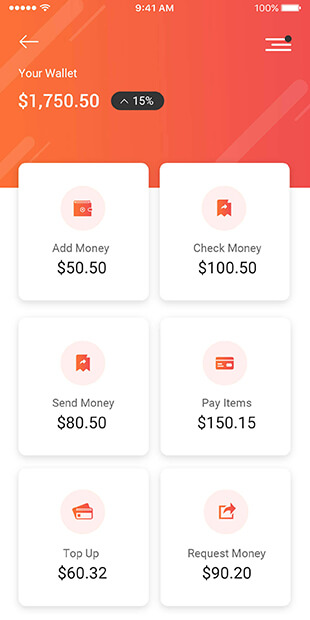 9:41 AM 100%
Your Wallet
$1,750.50 15%
Add Money Check Money
$50.50 $100.50
Send Money Pay Items
$80.50 $150.15
Top Up Request Money
$60.32 $90.20